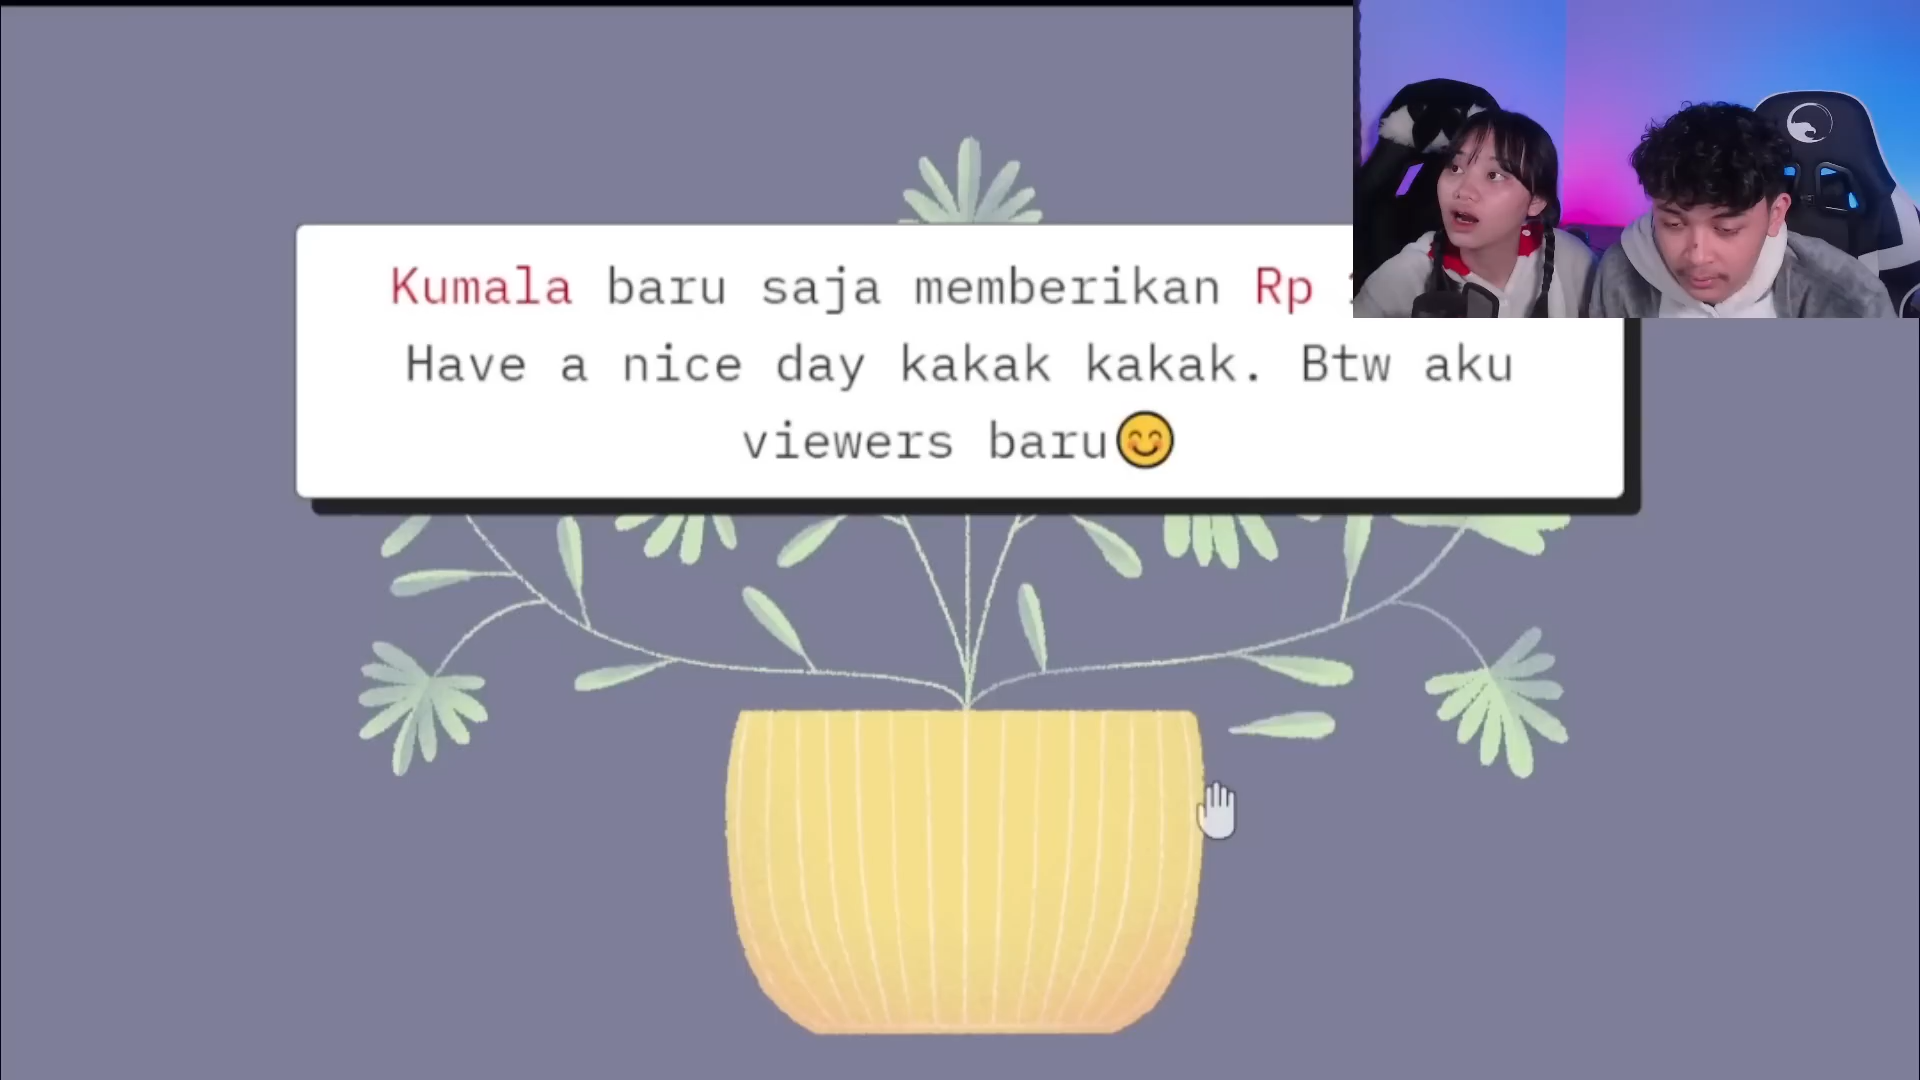 Kumala baru saja memberikan Rp
Have a nice day kakak kakak. Btw aku
viewers baru😊